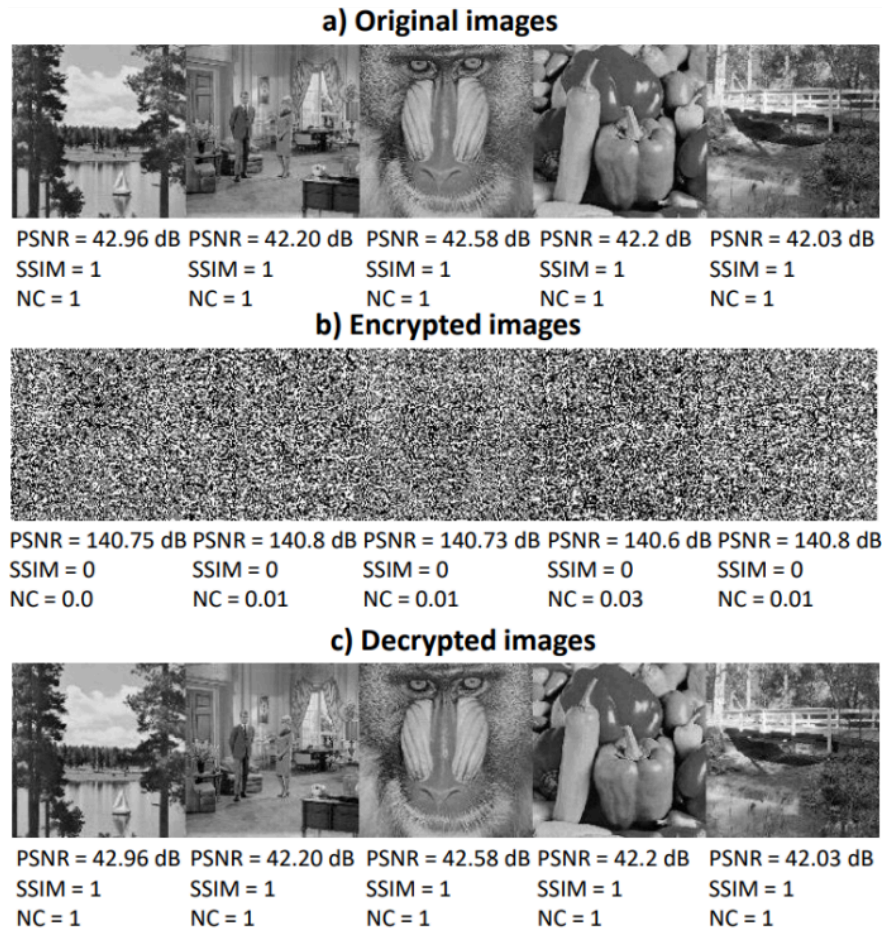 a) Original images
PSNR = 42.96 dB PSNR = 42.20 dB PSNR = 42.58 dB PSNR = 42.2 dB PSNR = 42.03 dB
SSIM = 1 SSIM = 1 SSIM = 1 SSIM = 1 SSIM = 1
NC = 1 NC = 1 NC = 1 NC = 1 NC = 1
b) Encrypted images
PSNR = 140.75 dB PSNR = 140.8 dB PSNR = 140.73 dB PSNR = 140.6 dB PSNR = 140.8 dB
SSIM = 0 SSIM = 0 SSIM = 0 SSIM = 0 SSIM = 0
NC = 0.0 NC = 0.01 NC = 0.01 NC = 0.03 NC = 0.01
c) Decrypted images
PSNR = 42.96 dB PSNR = 42.20 dB PSNR = 42.58 dB PSNR = 42.2 dB PSNR = 42.03 dB
SSIM = 1 SSIM = 1 SSIM = 1 SSIM = 1 SSIM = 1
NC = 1 NC = 1 NC = 1 NC = 1 NC = 1